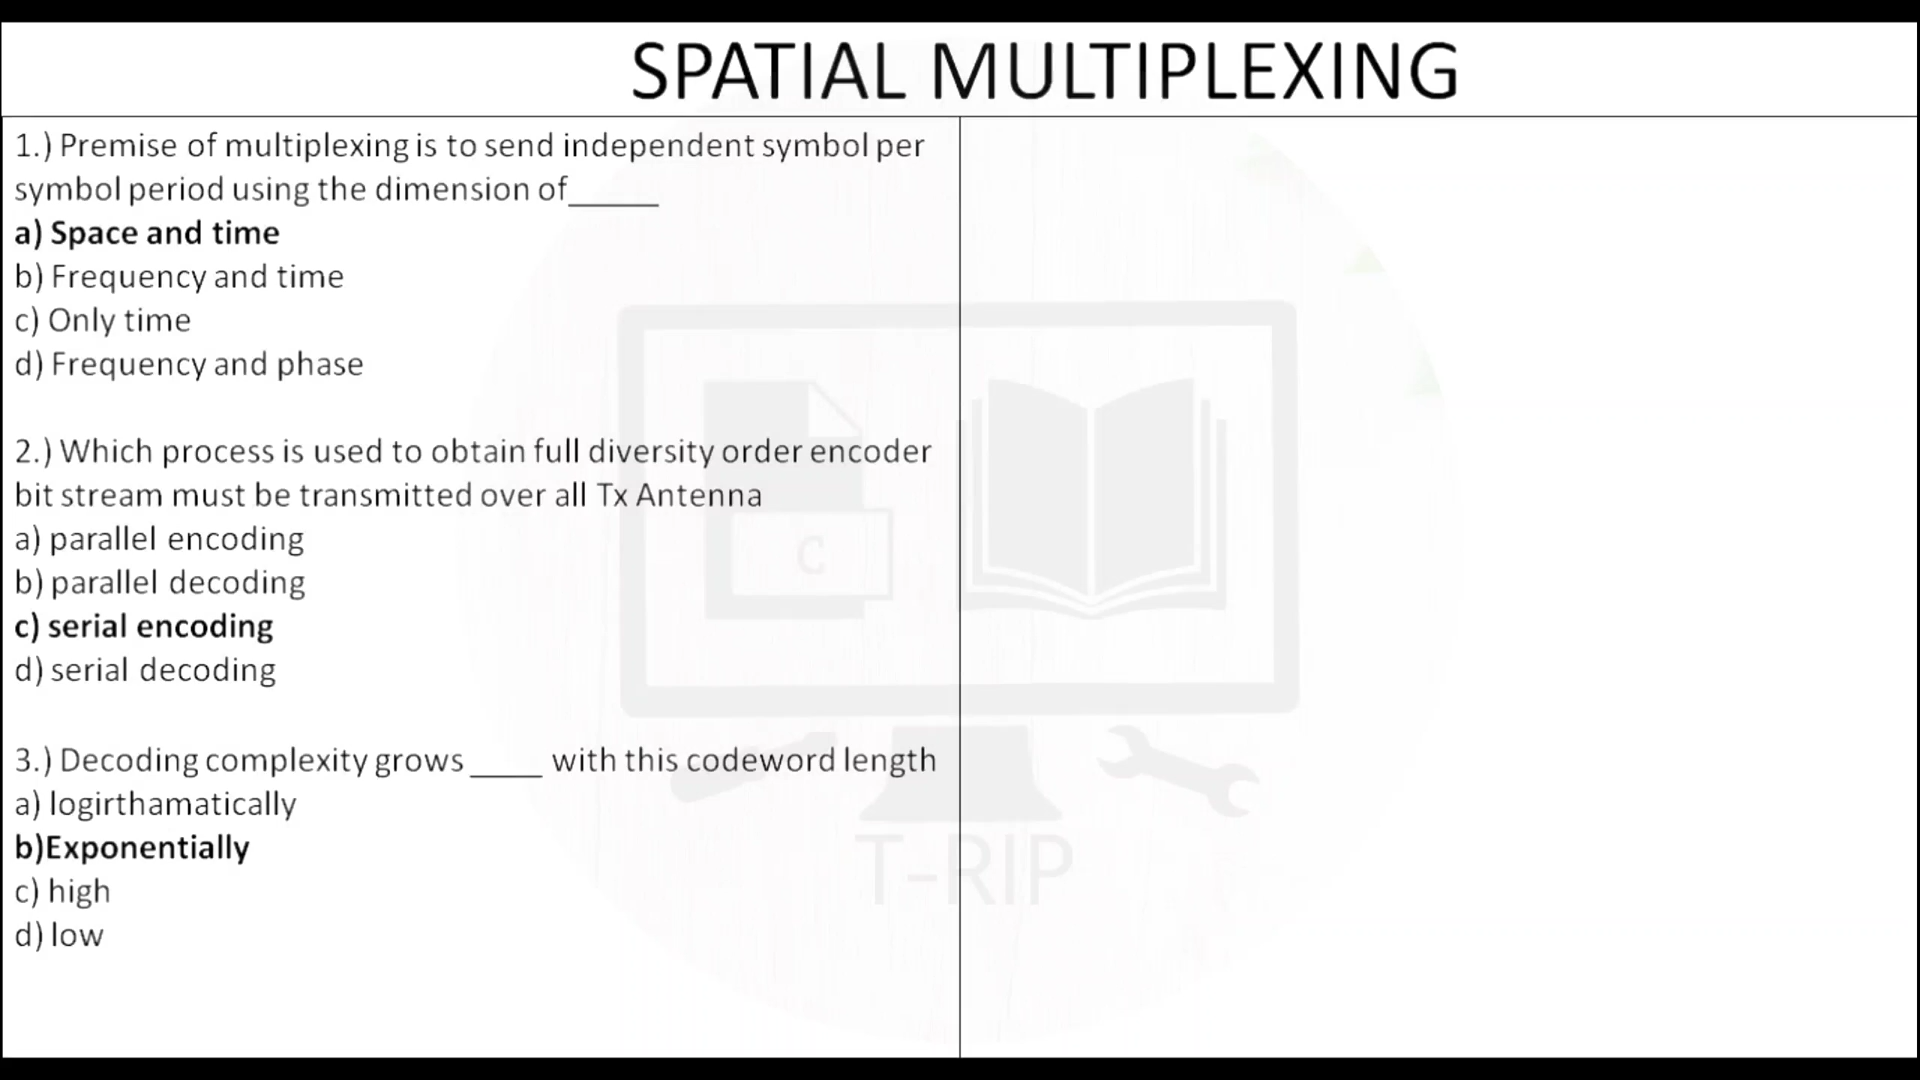 SPATIAL MULTIPLEXING
1.) Premise of multiplexing is to send independent symbol per
symbol period using the dimension of_____
a) Space and time
b) Frequency and time
c) Only time
d) Frequency and phase
2.) Which process is used to obtain full diversity order encoder
bit stream must be transmitted over all Tx Antenna
a) parallel encoding
b) parallel decoding
c) serial encoding
d) serial decoding
3.) Decoding complexity grows ____ with this codeword length
a) logirthamatically
b)Exponentially
c) high
d) low
C
T-RIP